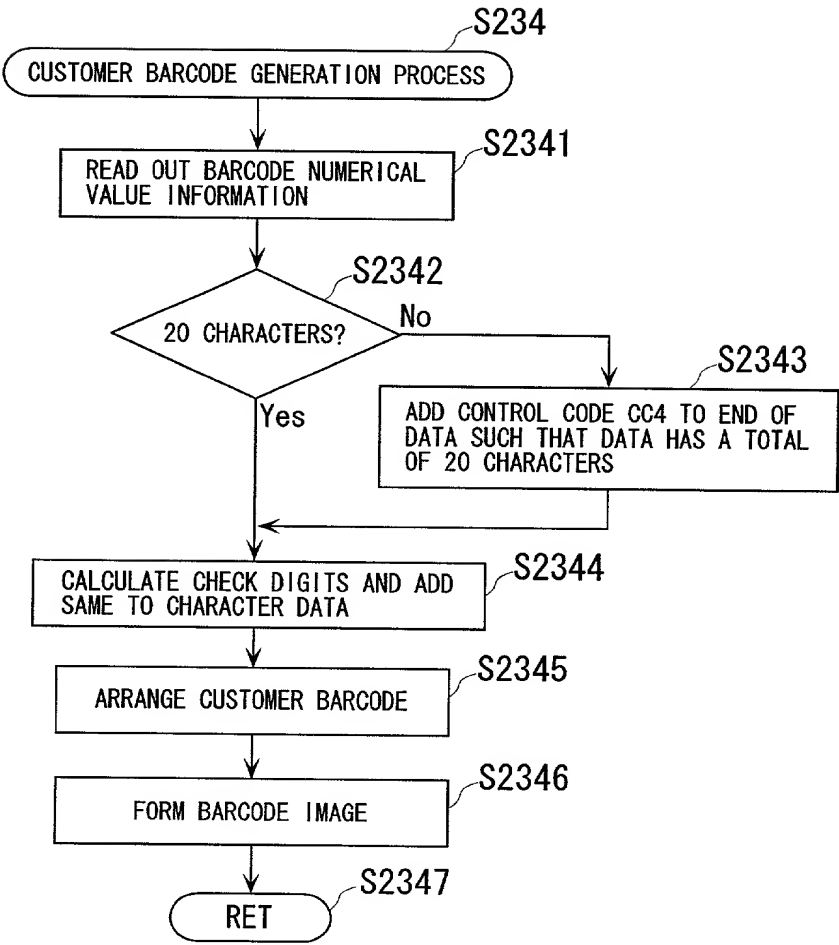 S234
CUSTOMER BARCODE GENERATION PROCESS
S2341
READ OUT BARCODE NUMERICAL
VALUE INFORMATION
S2342
20 CHARACTERS?
No
Yes
S2343
ADD CONTROL CODE CC4 TO END OF
DATA SUCH THAT DATA HAS A TOTAL
OF 20 CHARACTERS
S2344
CALCULATE CHECK DIGITS AND ADD
SAME TO CHARACTER DATA
S2345
ARRANGE CUSTOMER BARCODE
S2346
FORM BARCODE IMAGE
S2347
RET